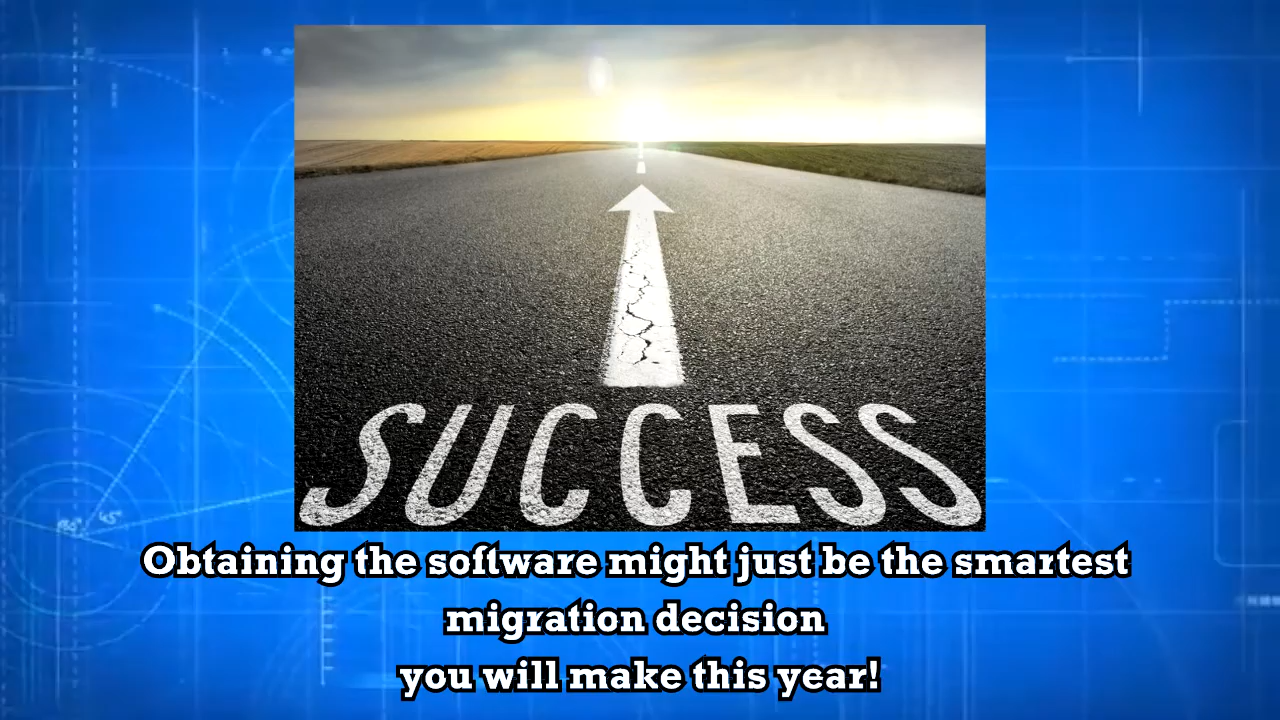 SUCCESS
Obtaining the software might just be the smartest
migration decision
you will make this year!